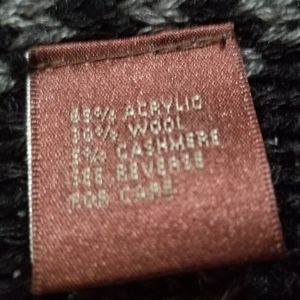 65% ACRYLIC
30% WOOL
5% CASHMERE
SEE REVERSE
FOR CARE